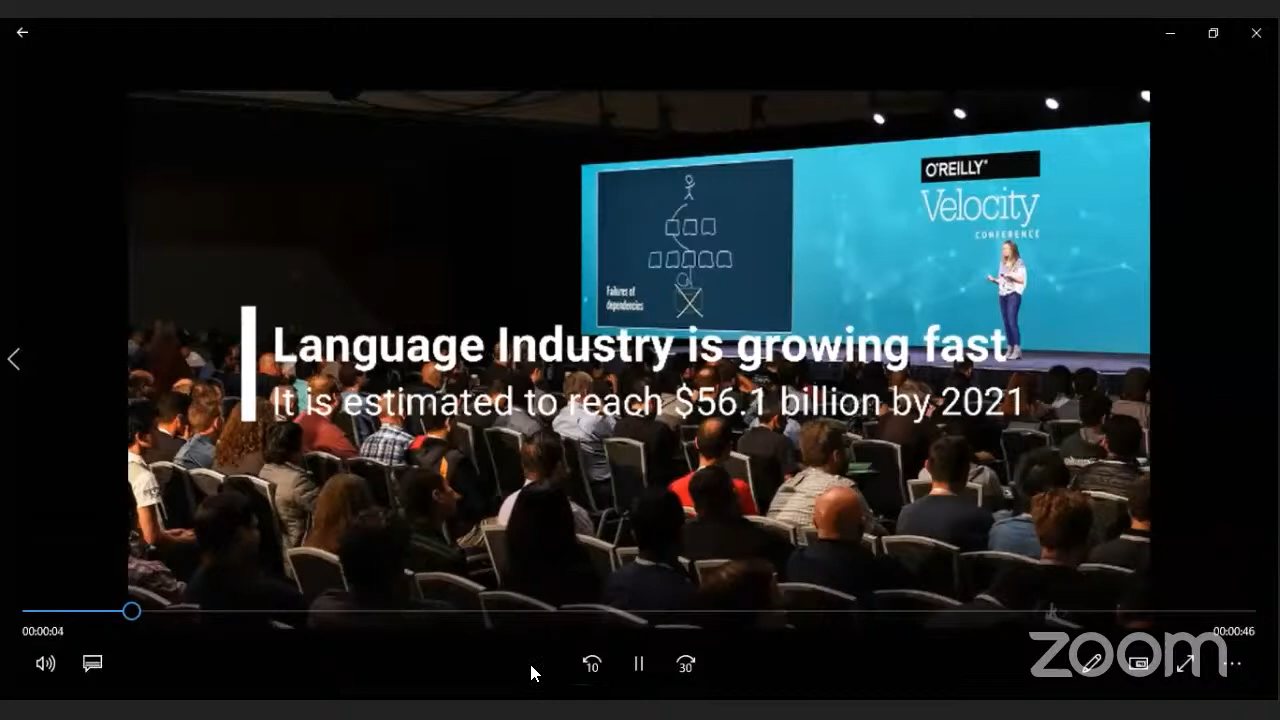 O'REILLY®
Velocity
CONFERENCE
Failures of
dependencies
Language Industry is growing fast
It is estimated to reach $56.1 billion by 2021
00:00:04
00:00:46
10
30
zoom